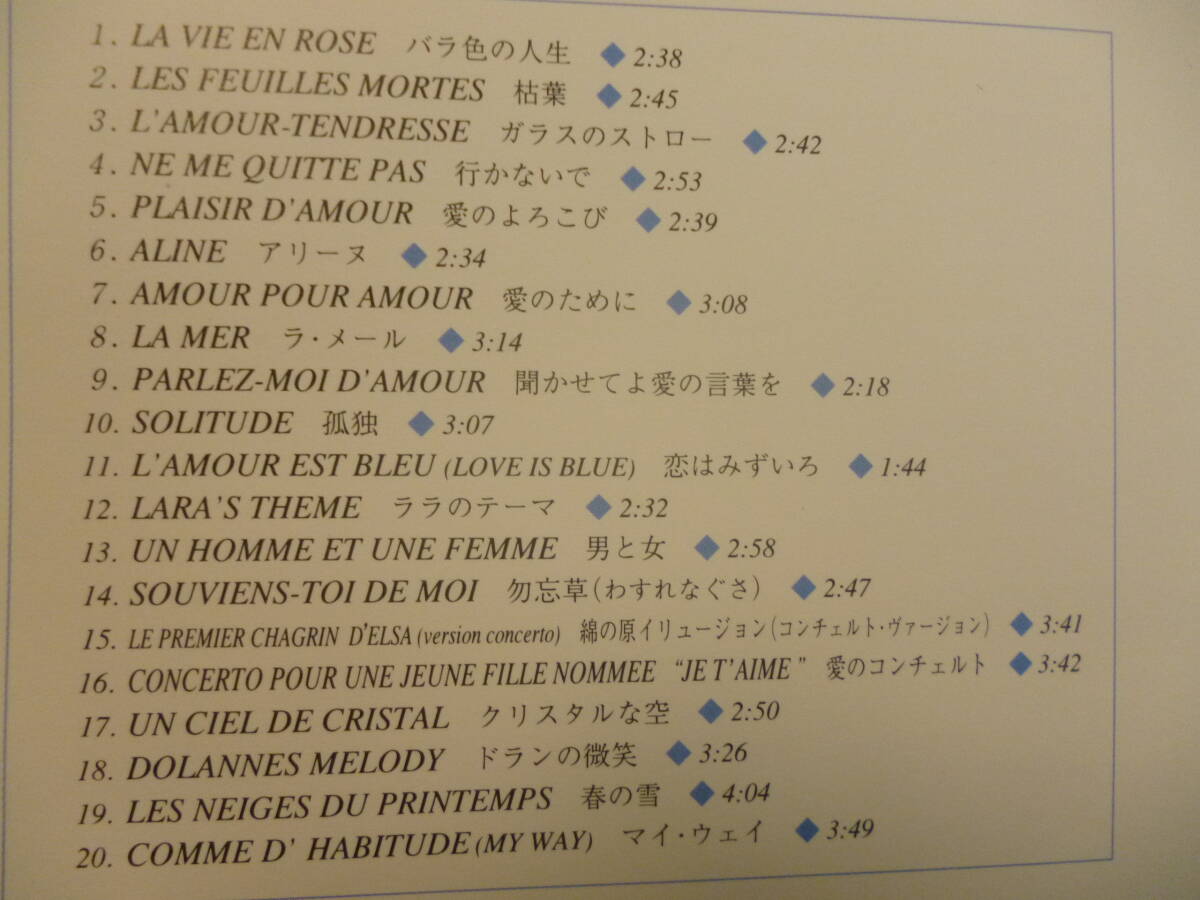 1. LA VIE EN ROSE バラ色の人生 ◆ 2:38
2. LES FEUILLES MORTES 枯葉 ◆ 2:45
3. L'AMOUR-TENDRESSE ガラスのストロー ◆ 2:42
4. NE ME QUITTE PAS 行かないで ◆ 2:53
5. PLAISIR D'AMOUR 愛のよろこび ◆ 2:39
6. ALINE アリーヌ ◆ 2:34
7. AMOUR POUR AMOUR 愛のために ◆ 3:08
8. LA MER ラ・メール ◆ 3:14
9. PARLEZ-MOI D'AMOUR 聞かせてよ愛の言葉を ◆ 2:18
10. SOLITUDE 孤独 ◆ 3:07
11. L'AMOUR EST BLEU (LOVE IS BLUE) 恋はみずいろ ◆ 1:44
12. LARA'S THEME ララのテーマ ◆ 2:32
13. UN HOMME ET UNE FEMME 男と女 ◆ 2:58
14. SOUVIENS-TOI DE MOI 勿忘草(わすれなぐさ) ◆ 2:47
15. LE PREMIER CHAGRIN D'ELSA (version concerto) 綿の原イリュージョン(コンチェルト・ヴァージョン) ◆ 3:41
16. CONCERTO POUR UNE JEUNE FILLE NOMMEE "JE T'AIME" 愛のコンチェルト ◆ 3:42
17. UN CIEL DE CRISTAL クリスタルな空 ◆ 2:50
18. DOLANNES MELODY ドランの微笑 ◆ 3:26
19. LES NEIGES DU PRINTEMPS 春の雪 ◆ 4:04
20. COMME D' HABITUDE (MY WAY) マイ・ウェイ ◆ 3:49